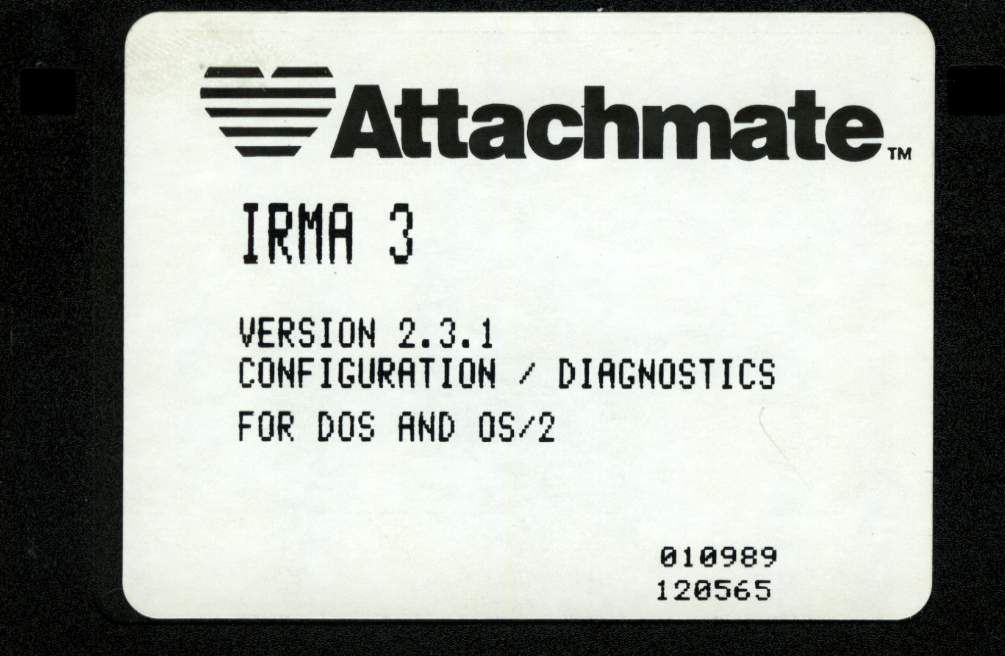 Attachmate™
IRMA 3
VERSION 2.3.1
CONFIGURATION / DIAGNOSTICS
FOR DOS AND OS/2
010989
120565